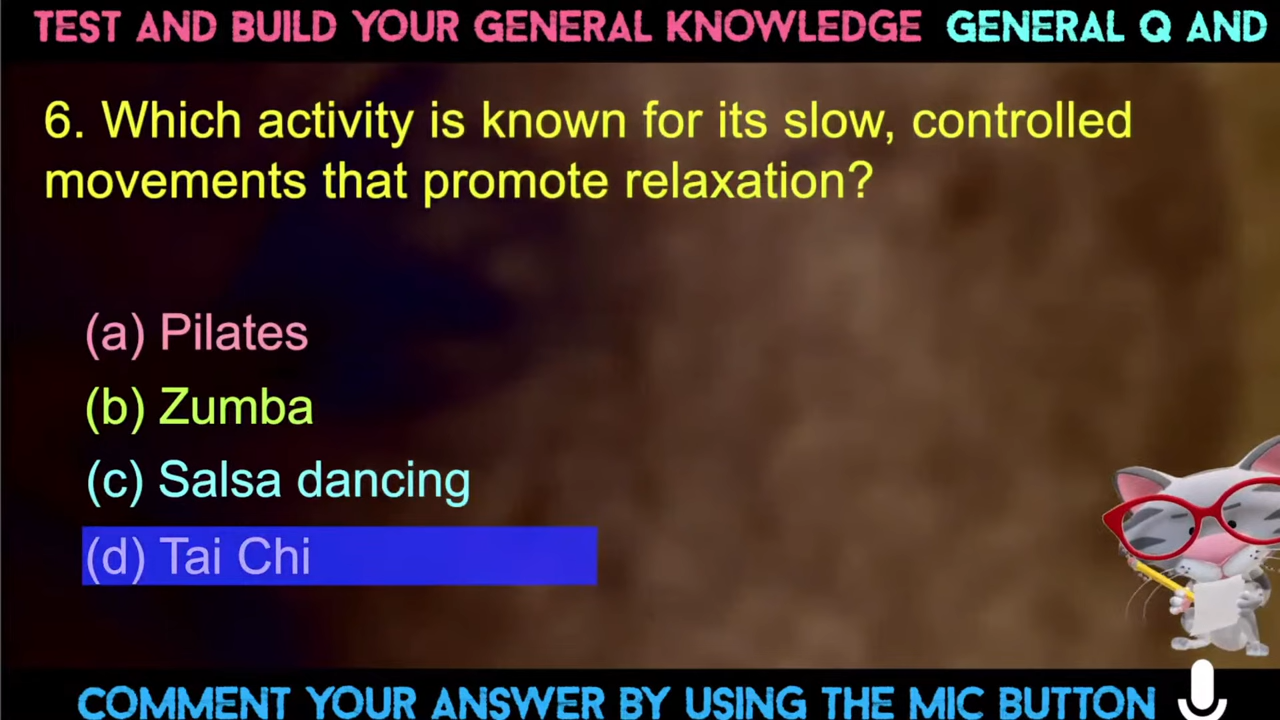 TEST AND BUILD YOUR GENERAL KNOWLEDGE GENERAL Q AND
6. Which activity is known for its slow, controlled
movements that promote relaxation?
(a) Pilates
(b) Zumba
(c) Salsa dancing
(d) Tai Chi
COMMENT YOUR ANSWER BY USING THE MIC BUTTON